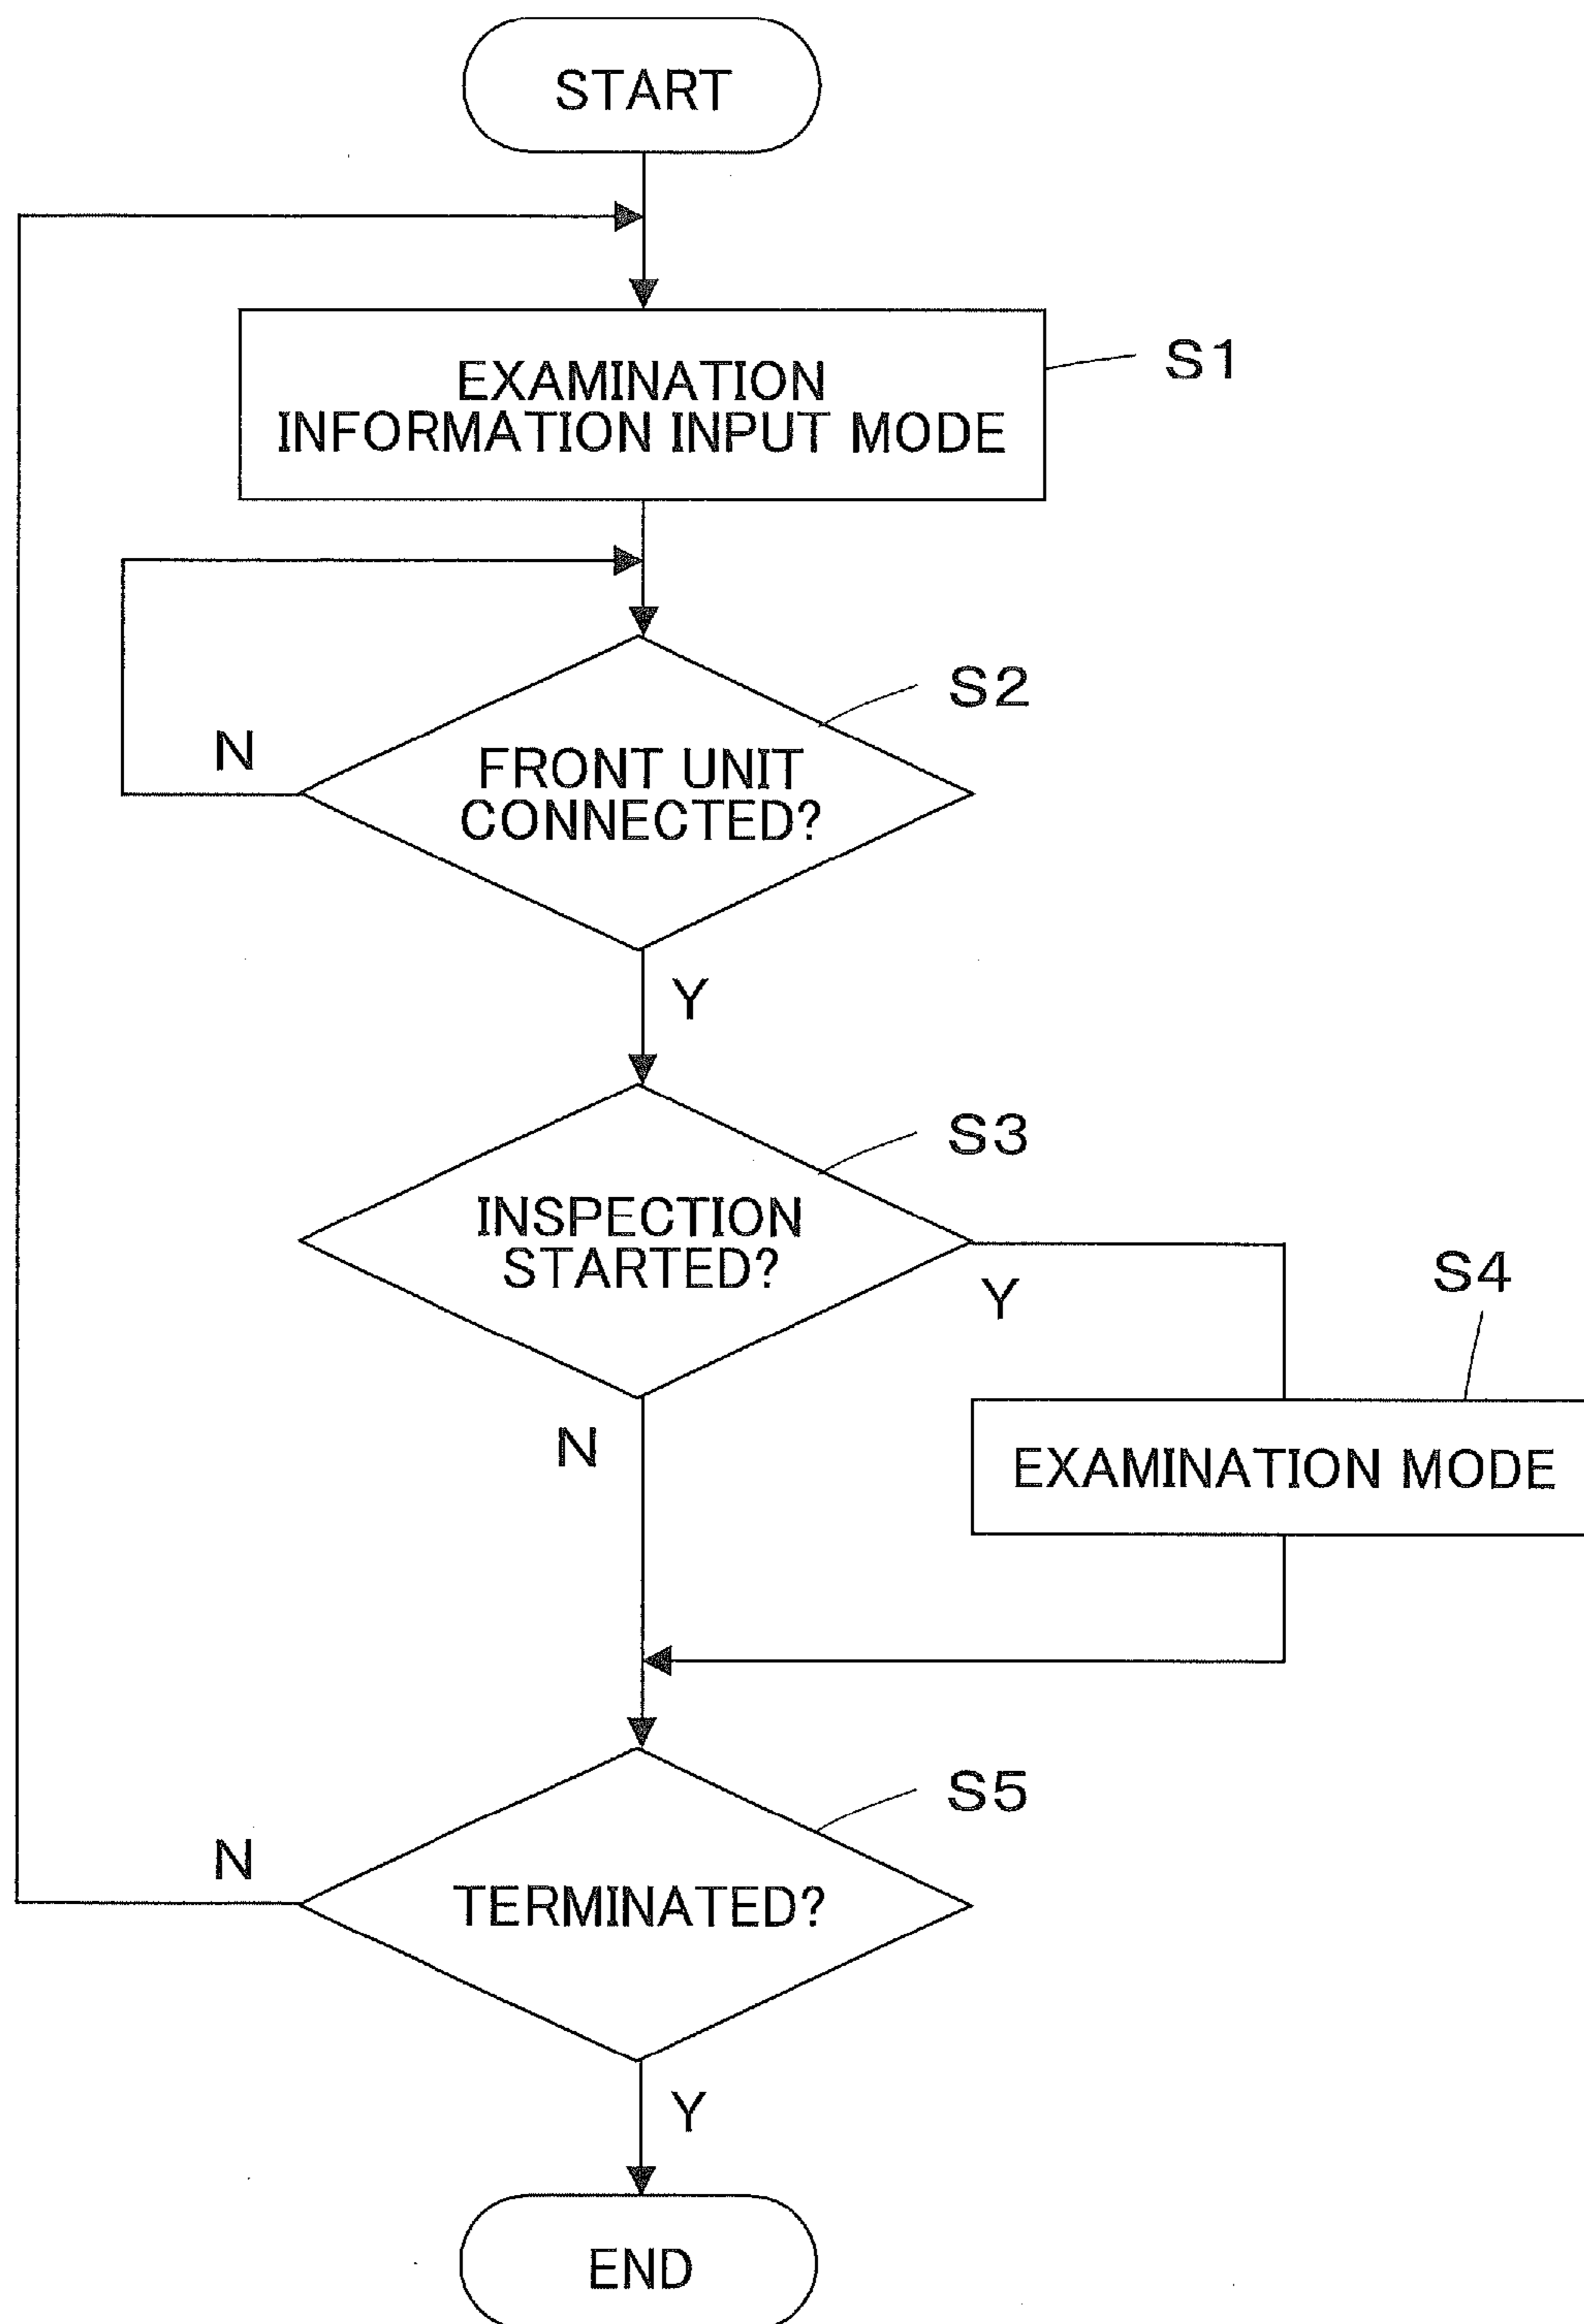 START
EXAMINATION
INFORMATION INPUT MODE
S1
S2
N
FRONT UNIT
CONNECTED?
Y
S3
INSPECTION
STARTED?
Y
S4
N
EXAMINATION MODE
S5
N
TERMINATED?
Y
END